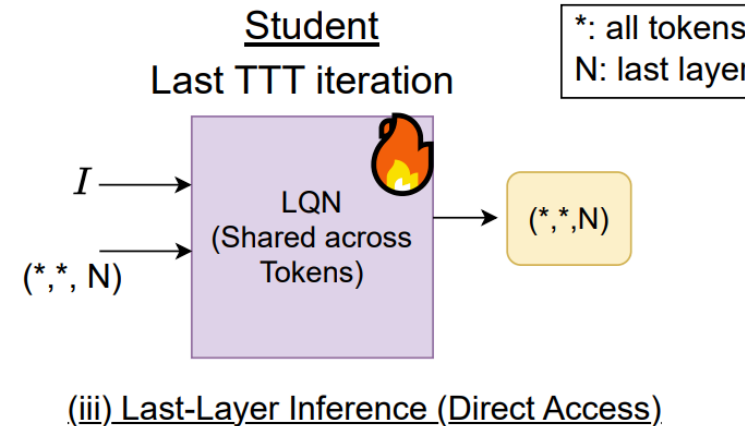 Student
Last TTT iteration
*: all tokens
N: last layer
I
(*,*, N)
LQN
(Shared across
Tokens)
(*,*,N)
(iii) Last-Layer Inference (Direct Access)